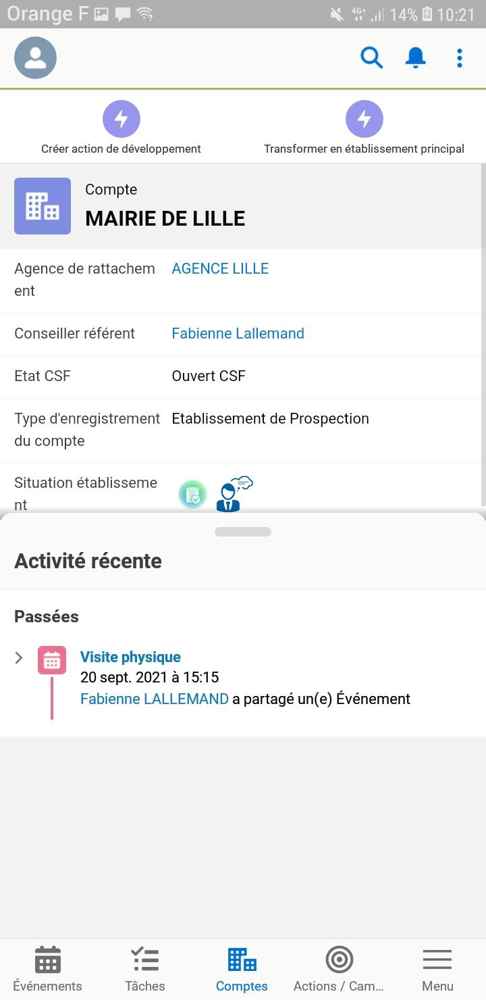 Orange F 4G+ 14% 10:21
Créer action de développement Transformer en établissement principal
Compte
MAIRIE DE LILLE
Agence de rattachem AGENCE LILLE
ent
Conseiller référent Fabienne Lallemand
Etat CSF Ouvert CSF
Type d'enregistrement Etablissement de Prospection
du compte
Situation établisseme
nt
Activité récente
Passées
Visite physique
20 sept. 2021 à 15:15
Fabienne LALLEMAND a partagé un(e) Événement
Événements Tâches Comptes Actions / Cam... Menu